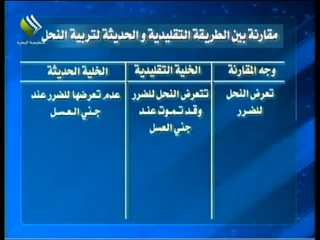 مقارنة بين الطريقة التقليدية و الحديثة لتربية النحل
وجه المقارنة
الخلية التقليدية
الخلية الحديثة
تعرض النحل
للضرر
تتعرض النحل للضرر
وقد تموت عند
جني العسل
عدم تعرضها للضرر عند
جني العسل